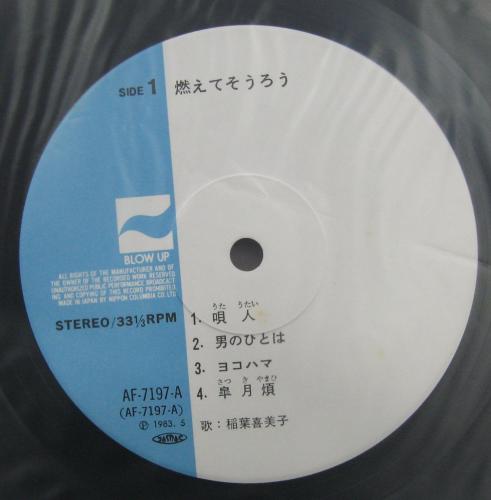 SIDE 1 燃えてそうろう
BLOW UP
ALL RIGHTS OF THE MANUFACTURER AND OF
THE OWNER OF THE RECORDED WORK RESERVED
UNAUTHORIZED PUBLIC PERFORMANCE BROADCAST
ING AND COPYING OF THIS RECORD PROHIBITED.
MADE IN JAPAN BY NIPPON COLUMBIA CO. LTD.
STEREO/33⅓RPM
うた うたい
1. 唄人
2. 男のひとは
3. ヨコハマ
さつ き やまひ
4. 皐月煩
AF-7197-A
(AF-7197-A)
Ⓟ 1983. 5
JASRAC
歌：稲葉喜美子